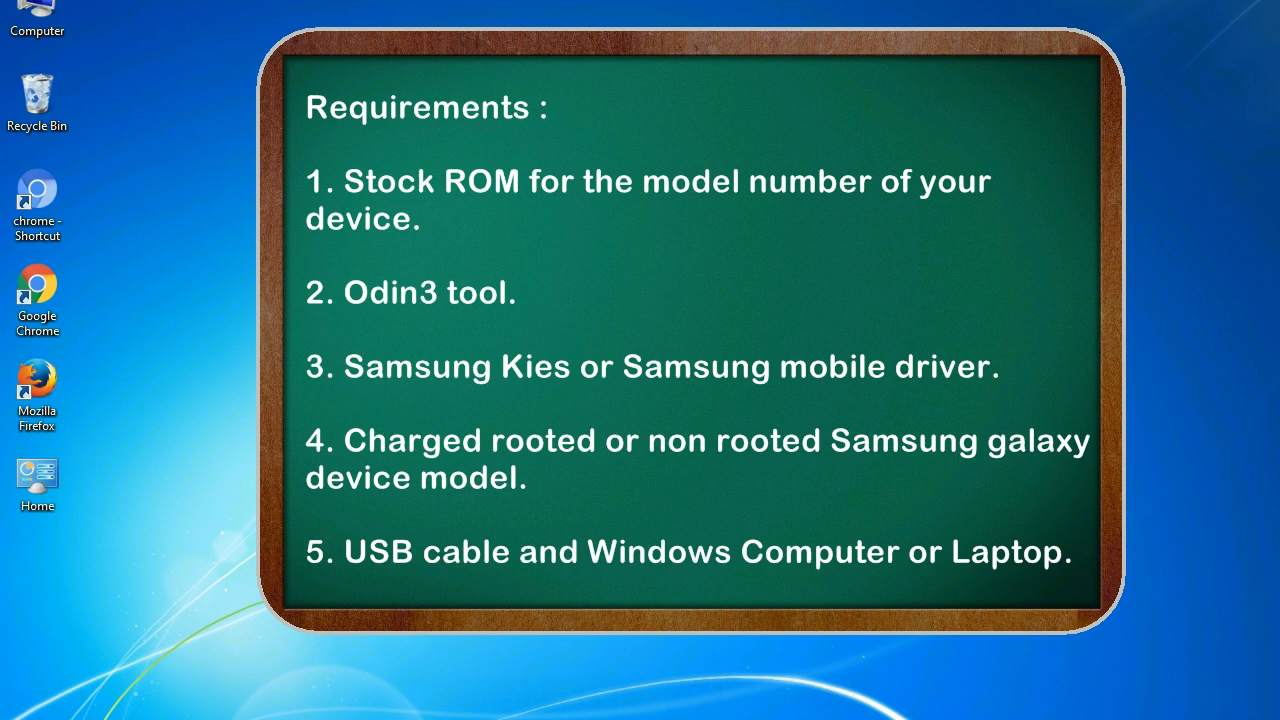 Computer
Recycle Bin
chrome -
Shortcut
Google
Chrome
Mozilla
Firefox
Home
Requirements :
1. Stock ROM for the model number of your
device.
2. Odin3 tool.
3. Samsung Kies or Samsung mobile driver.
4. Charged rooted or non rooted Samsung galaxy
device model.
5. USB cable and Windows Computer or Laptop.